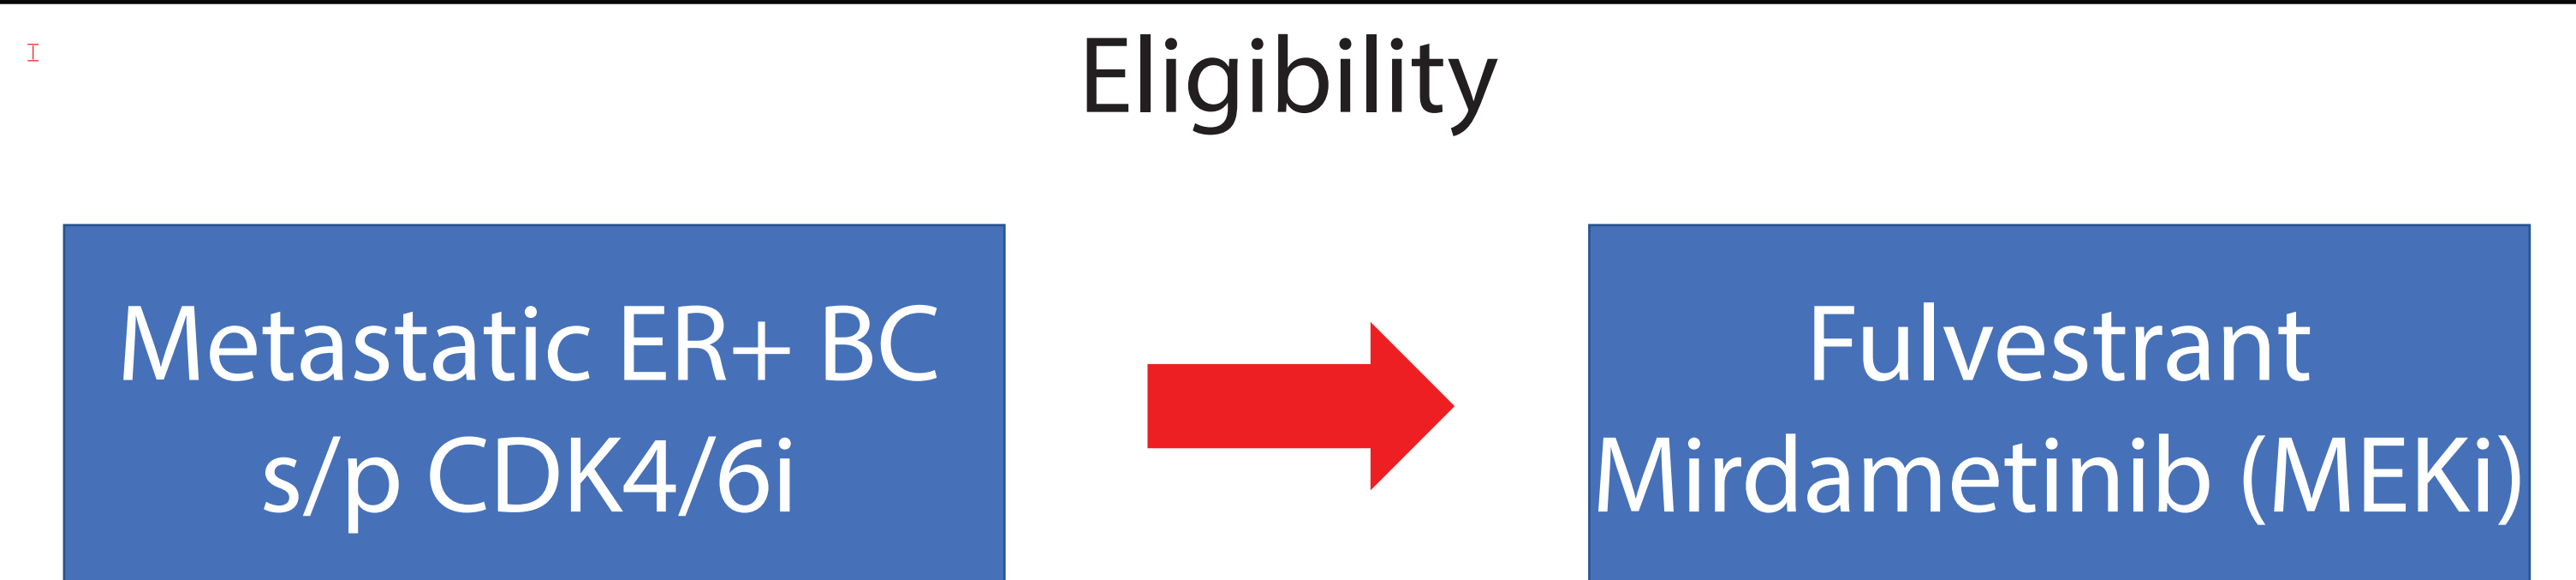 Eligibility
Metastatic ER+ BC
s/p CDK4/6i
Fulvestrant
Mirdametinib (MEKi)